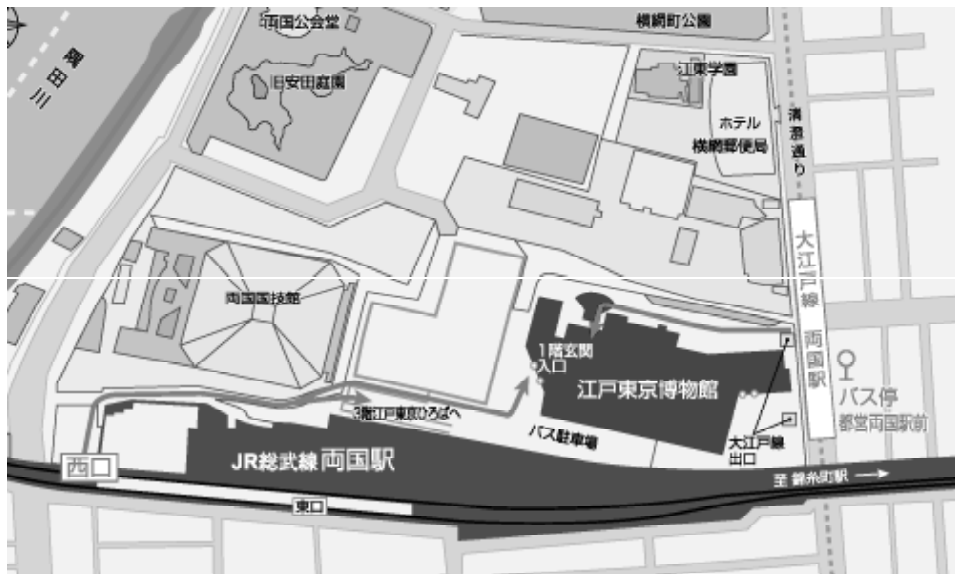 両国公会堂
横網町公園
隅田川
旧安田庭園
江東学園
ホテル
横網郵便局
清澄通り
大江戸線 両国駅
両国国技館
1階玄関
入口
江戸東京博物館
バス停
都営両国駅前
3階江戸東京ひろばへ
バス駐車場
大江戸線
出口
JR総武線 両国駅
西口
東口
至 錦糸町駅